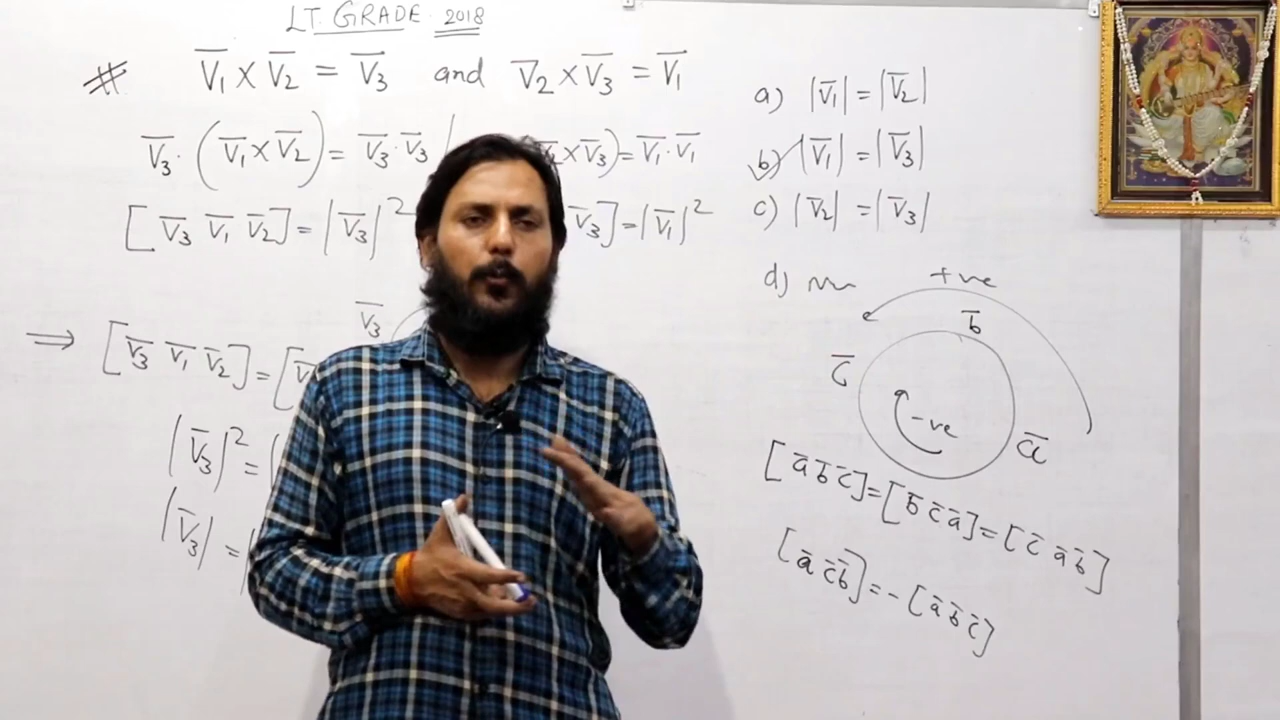 LT. GRADE. 2018
# V̅₁ × V̅₂ = V̅₃ and V̅₂ × V̅₃ = V̅₁
V̅₃ · (V̅₁ × V̅₂) = V̅₃ · V̅₃
× V̅₃) = V̅₁ · V̅₁
[V̅₃ V̅₁ V̅₂] = |V̅₃|²
V̅₃] = |V̅₁|²
V̅₃
⇒ [V̅₃ V̅₁ V̅₂] = [V̅
|V̅₃|² = |
|V̅₃| = |
a) |V̅₁| = |V̅₂|
b) |V̅₁| = |V̅₃|
c) |V̅₂| = |V̅₃|
d)
+ve
b̅
c̅
-ve
a̅
[a̅ b̅ c̅] = [b̅ c̅ a̅] = [c̅ a̅ b̅]
[a̅ c̅ b̅] = - [a̅ b̅ c̅]